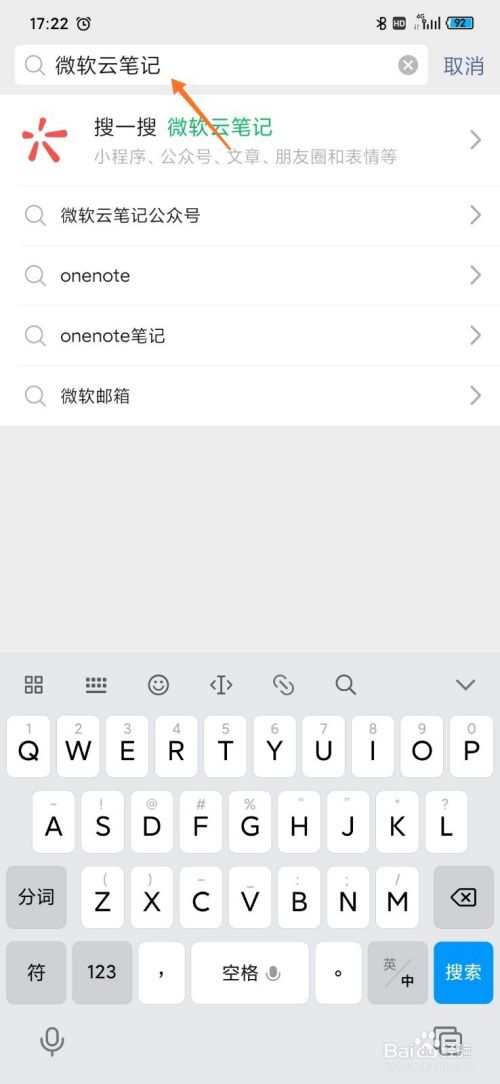 17:22
HD 4G 92
微软云笔记
取消
搜一搜 微软云笔记
小程序、公众号、文章、朋友圈和表情等
微软云笔记公众号
onenote
onenote笔记
微软邮箱
1 2 3 4 5 6 7 8 9 0
Q W E R T Y U I O P
~ ! @ # % “ ” * ?
A S D F G H J K L
( ) - _ : ; /
分词 Z X C V B N M
符 123 , 空格 。 英/中 搜索
Baidu经验
jingyan.baidu.com